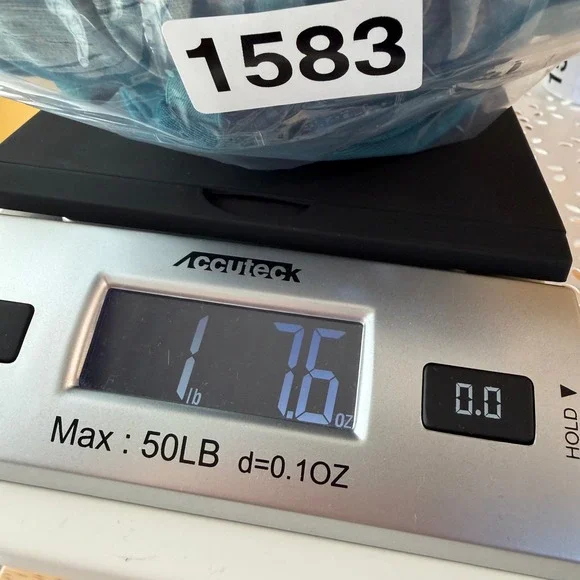 1583
Accuteck
1 lb 7.6 oz
0.0
Max : 50LB d=0.1OZ
HOLD ▼